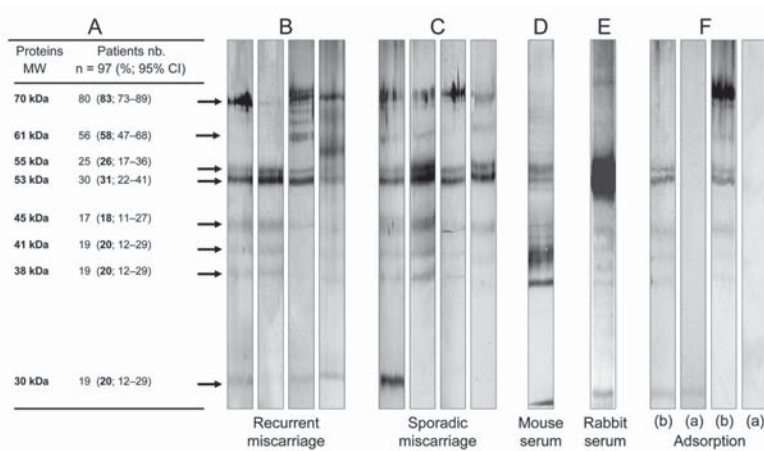 A
B
C
D
E
F
Proteins MW
Patients nb. n = 97 (%; 95% CI)
70 kDa 80 (83; 73–89)
61 kDa 56 (58; 47–68)
55 kDa 25 (26; 17–36)
53 kDa 30 (31; 22–41)
45 kDa 17 (18; 11–27)
41 kDa 19 (20; 12–29)
38 kDa 19 (20; 12–29)
30 kDa 19 (20; 12–29)
Recurrent miscarriage
Sporadic miscarriage
Mouse serum
Rabbit serum
(b) (a) (b) (a)
Adsorption